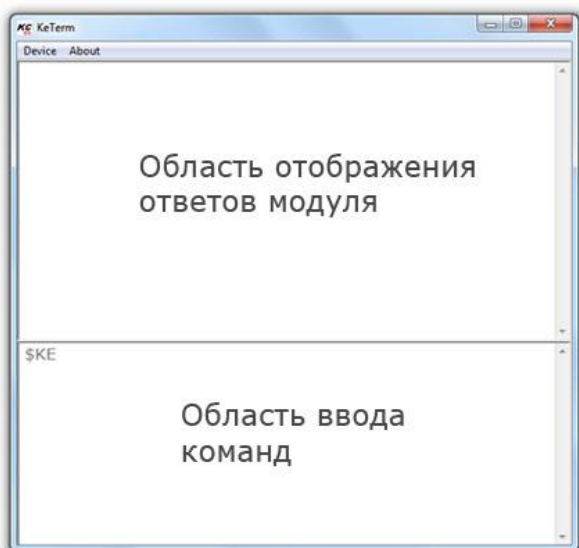 KeTerm
Device About
Область отображения
ответов модуля
$KE
Область ввода
команд